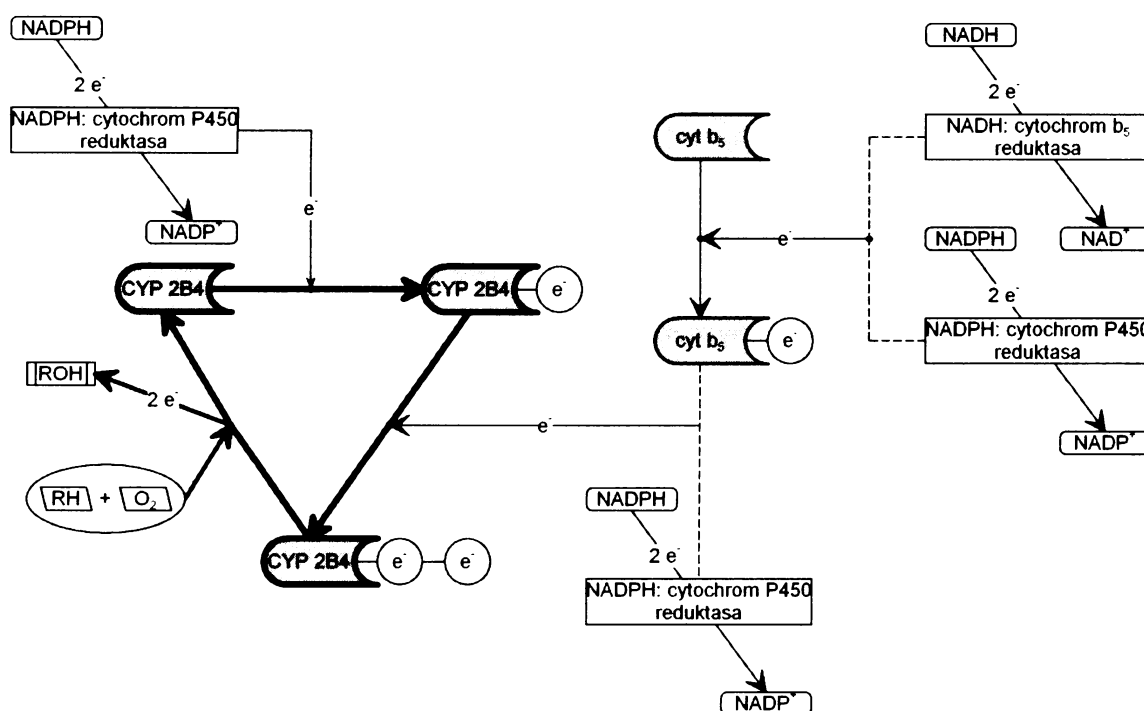 NADPH
2 e-
NADPH: cytochrom P450
reduktasa
e-
NADP+
CYP 2B4
CYP 2B4
e-
ROH
2 e-
RH + O2
CYP 2B4
e-
e-
cyt b5
e-
cyt b5
e-
e-
NADH
2 e-
NADH: cytochrom b5
reduktasa
NAD+
NADPH
2 e-
NADPH: cytochrom P450
reduktasa
NADP+
NADPH
2 e-
NADPH: cytochrom P450
reduktasa
NADP+